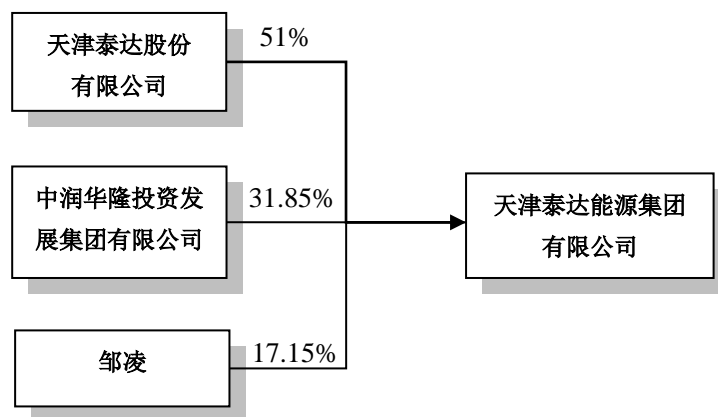 天津泰达股份
有限公司
51%
中润华隆投资发
展集团有限公司
31.85%
天津泰达能源集团
有限公司
邹凌
17.15%